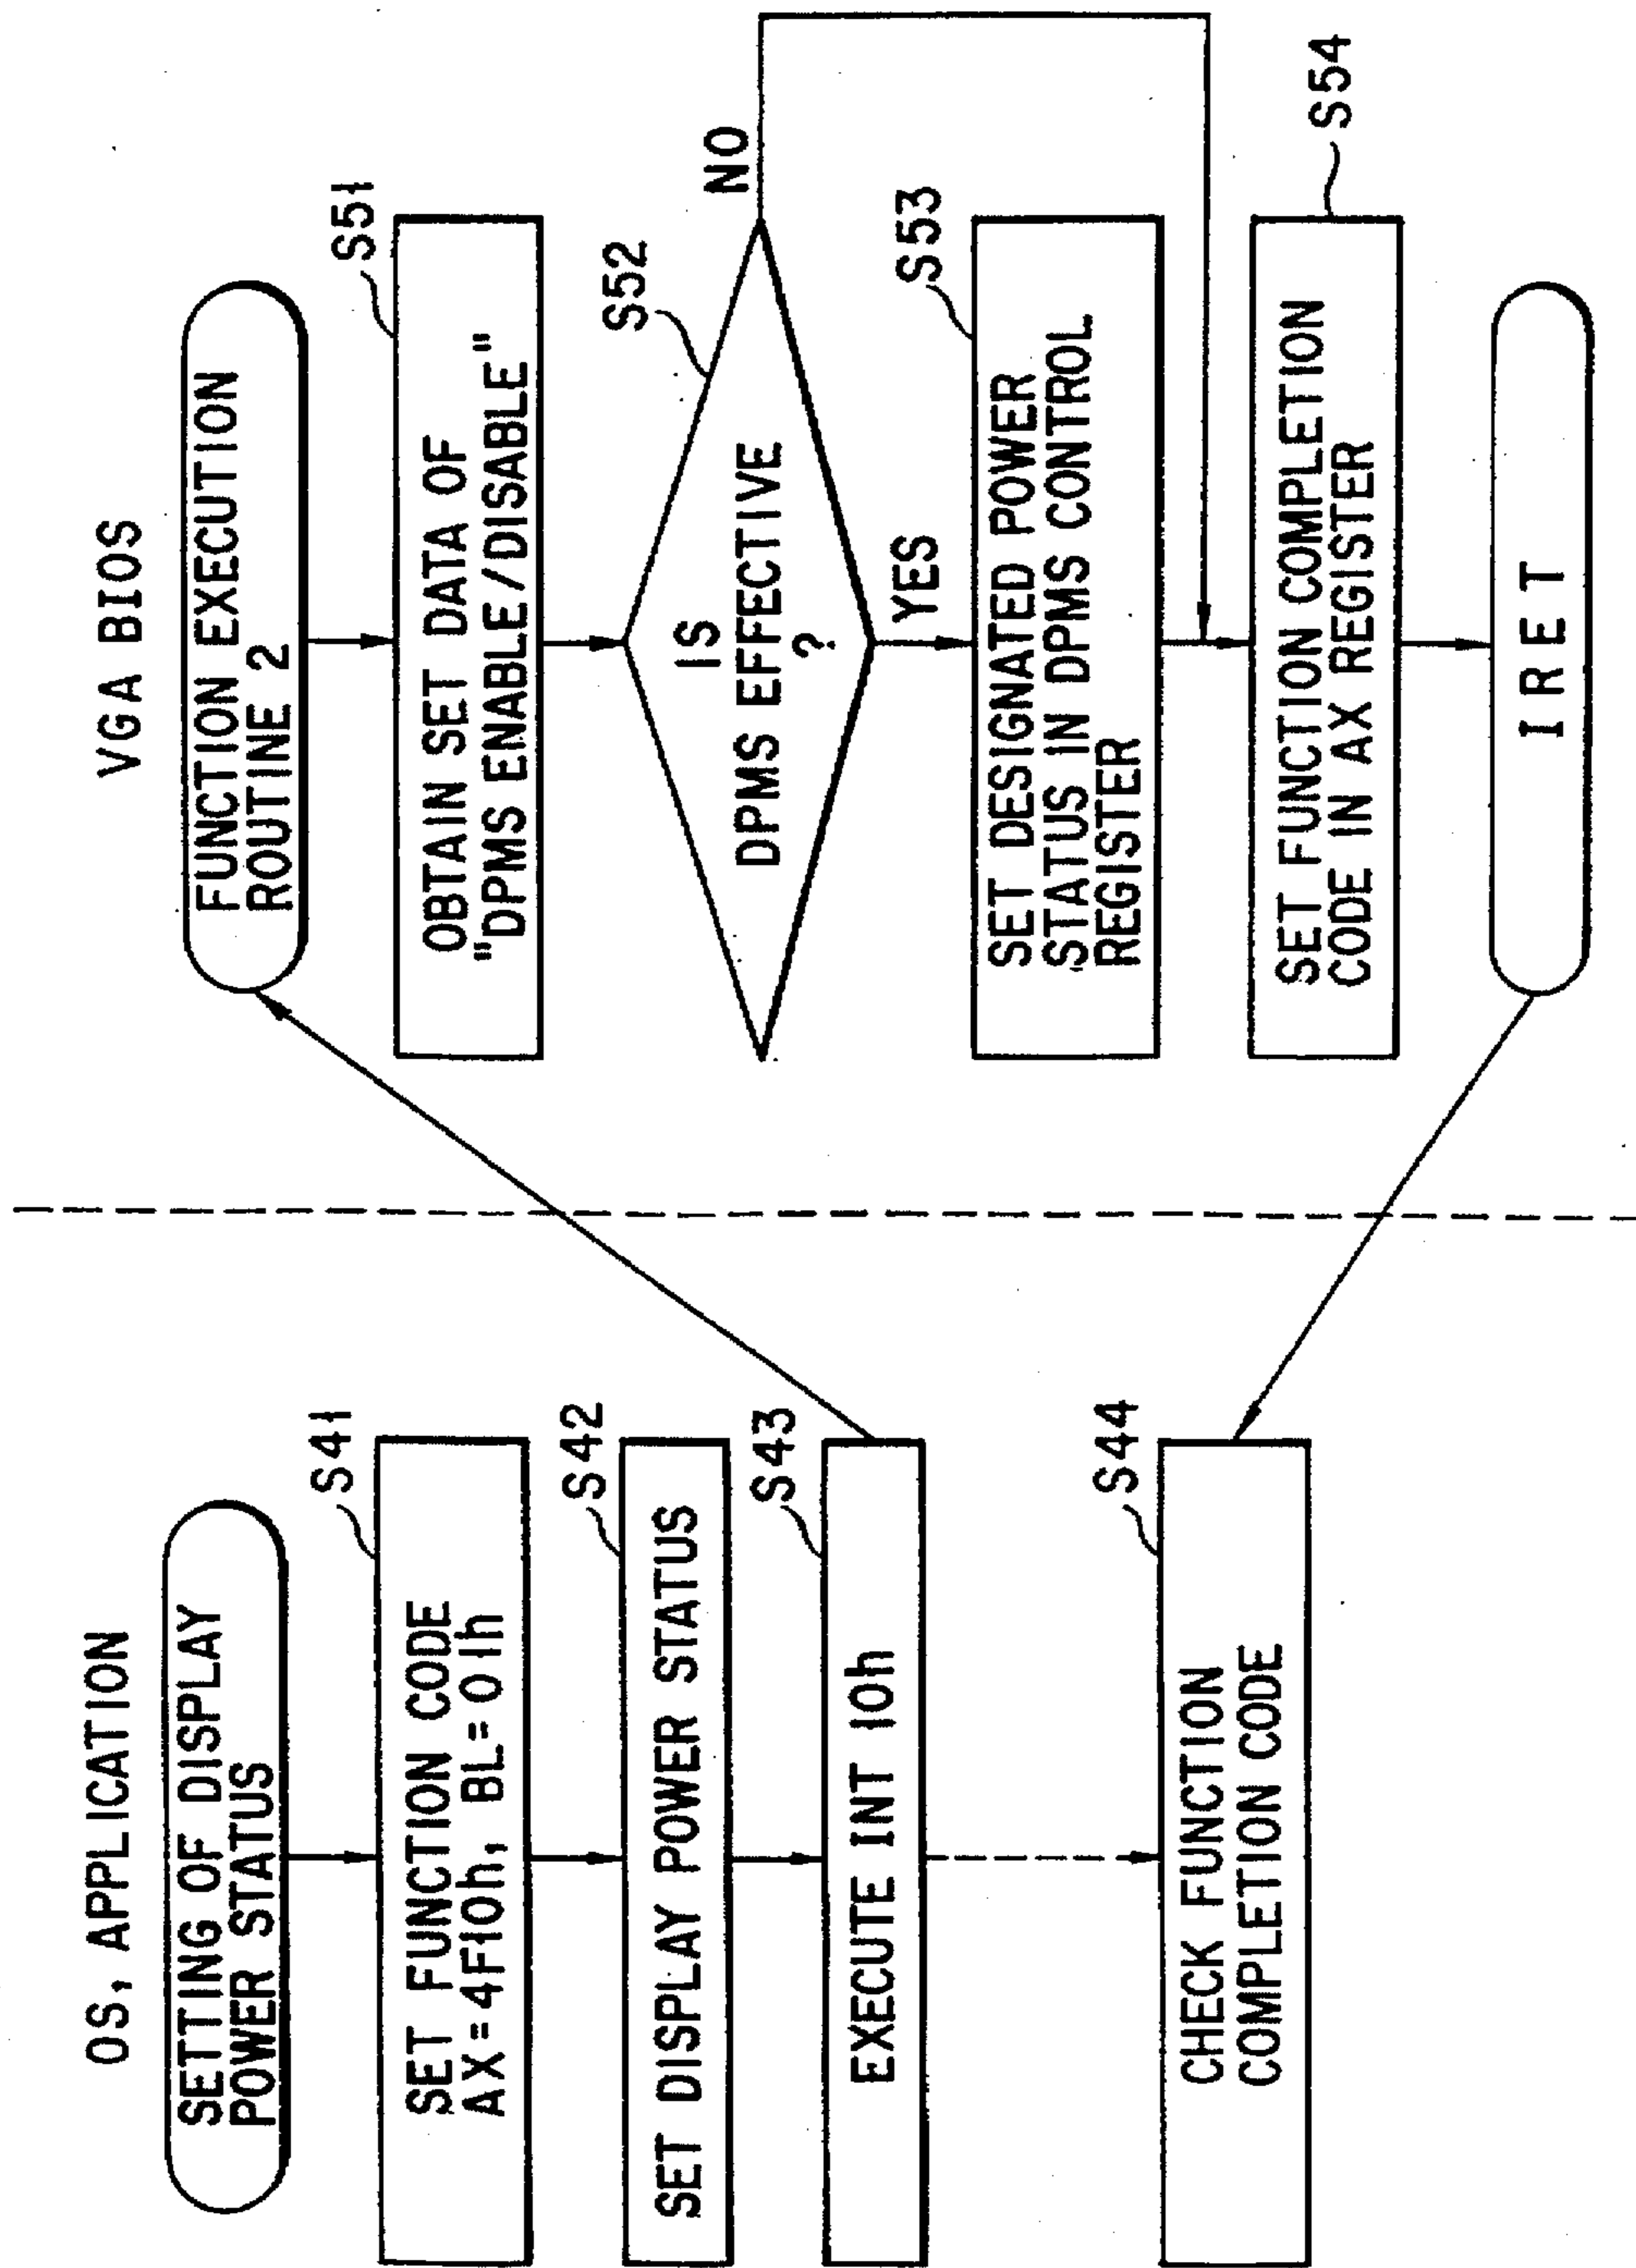 OS, APPLICATION
SETTING OF DISPLAY
POWER STATUS
S41
SET FUNCTION CODE
AX=4F10h, BL=01h
S42
SET DISPLAY POWER STATUS
S43
EXECUTE INT 10h
S44
CHECK FUNCTION
COMPLETION CODE
VGA BIOS
FUNCTION EXECUTION
ROUTINE 2
S51
OBTAIN SET DATA OF
"DPMS ENABLE/DISABLE"
S52
IS
DPMS EFFECTIVE
?
NO
YES
S53
SET DESIGNATED POWER
STATUS IN DPMS CONTROL
REGISTER
S54
SET FUNCTION COMPLETION
CODE IN AX REGISTER
IRET